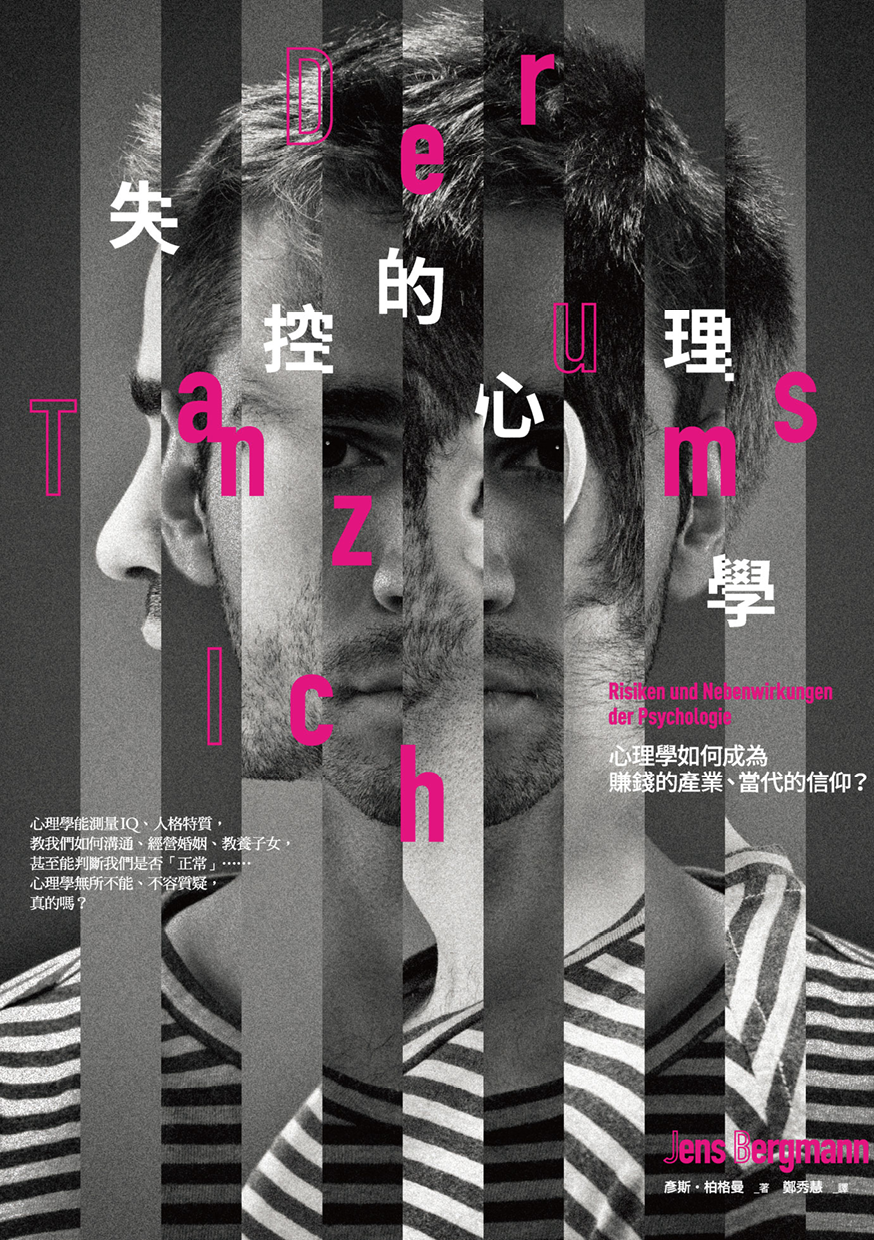 Der
Tanz
ums
Ich
失控的心理學
Risiken und Nebenwirkungen
der Psychologie
心理學如何成為
賺錢的產業、當代的信仰?
心理學能測量IQ、人格特質,
教我們如何溝通、經營婚姻、教養子女,
甚至能判斷我們是否「正常」……
心理學無所不能、不容質疑,
真的嗎?
Jens Bergmann
彥斯・柏格曼 _著 鄭秀慧 _譯